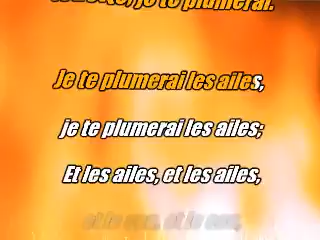 je te plumerai.
Je te plumerai les ailes,
je te plumerai les ailes;
Et les ailes, et les ailes,